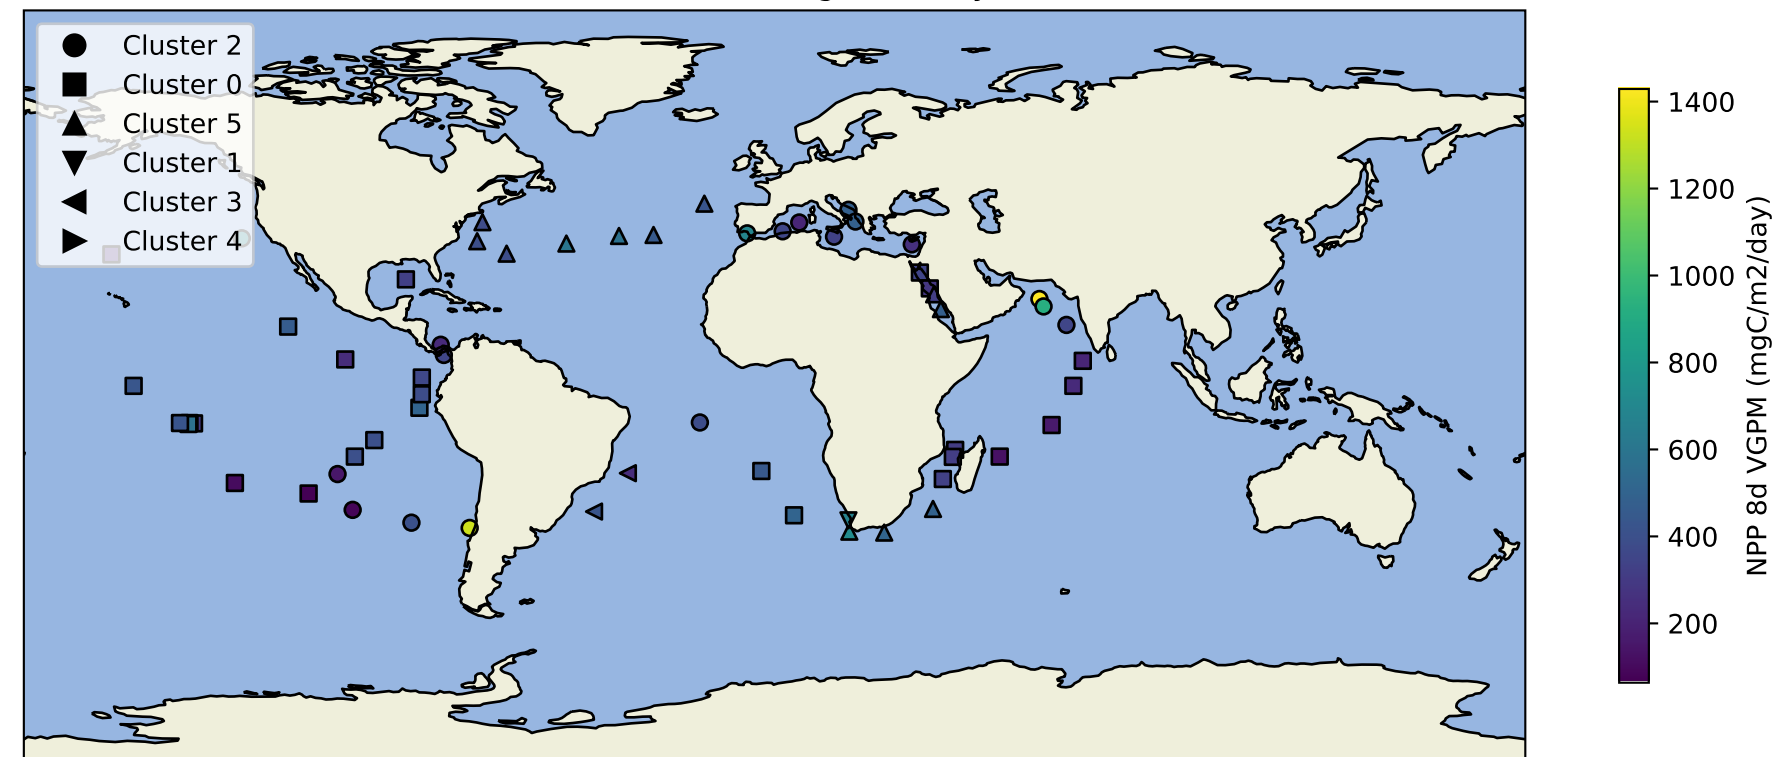 Cluster 2
Cluster 0
Cluster 5
Cluster 1
Cluster 3
Cluster 4
1400
1200
1000
800
600
400
200
NPP 8d VGPM (mgC/m2/day)